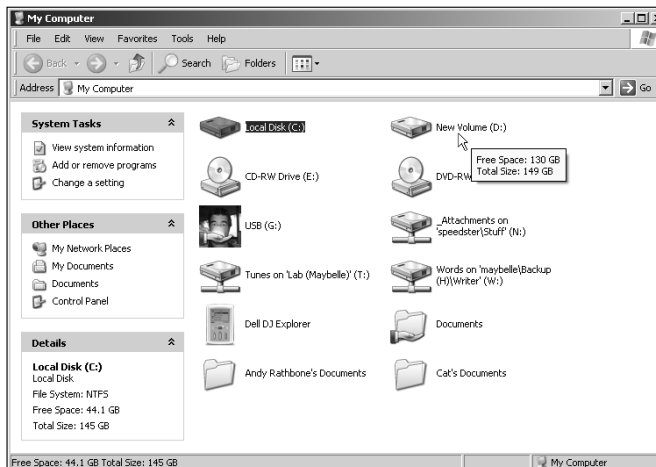 My Computer
File Edit View Favorites Tools Help
Back Search Folders
Address My Computer Go
System Tasks
View system information
Add or remove programs
Change a setting
Other Places
My Network Places
My Documents
Documents
Control Panel
Details
Local Disk (C:)
Local Disk
File System: NTFS
Free Space: 44.1 GB
Total Size: 145 GB
Local Disk (C:)
New Volume (D:)
Free Space: 130 GB
Total Size: 149 GB
CD-RW Drive (E:)
DVD-RW
USB (G:)
_Attachments on
'speedster\Stuff' (N:)
Tunes on 'Lab (Maybelle)' (T:)
Words on 'maybelle\Backup
(H)\Writer' (W:)
Dell DJ Explorer
Documents
Andy Rathbone's Documents
Cat's Documents
Free Space: 44.1 GB Total Size: 145 GB
My Computer